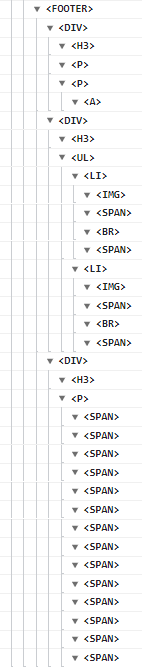 <FOOTER>
<DIV>
<H3>
<P>
<P>
<A>
<DIV>
<H3>
<UL>
<LI>
<IMG>
<SPAN>
<BR>
<SPAN>
<LI>
<IMG>
<SPAN>
<BR>
<SPAN>
<DIV>
<H3>
<P>
<SPAN>
<SPAN>
<SPAN>
<SPAN>
<SPAN>
<SPAN>
<SPAN>
<SPAN>
<SPAN>
<SPAN>
<SPAN>
<SPAN>
<SPAN>
<SPAN>